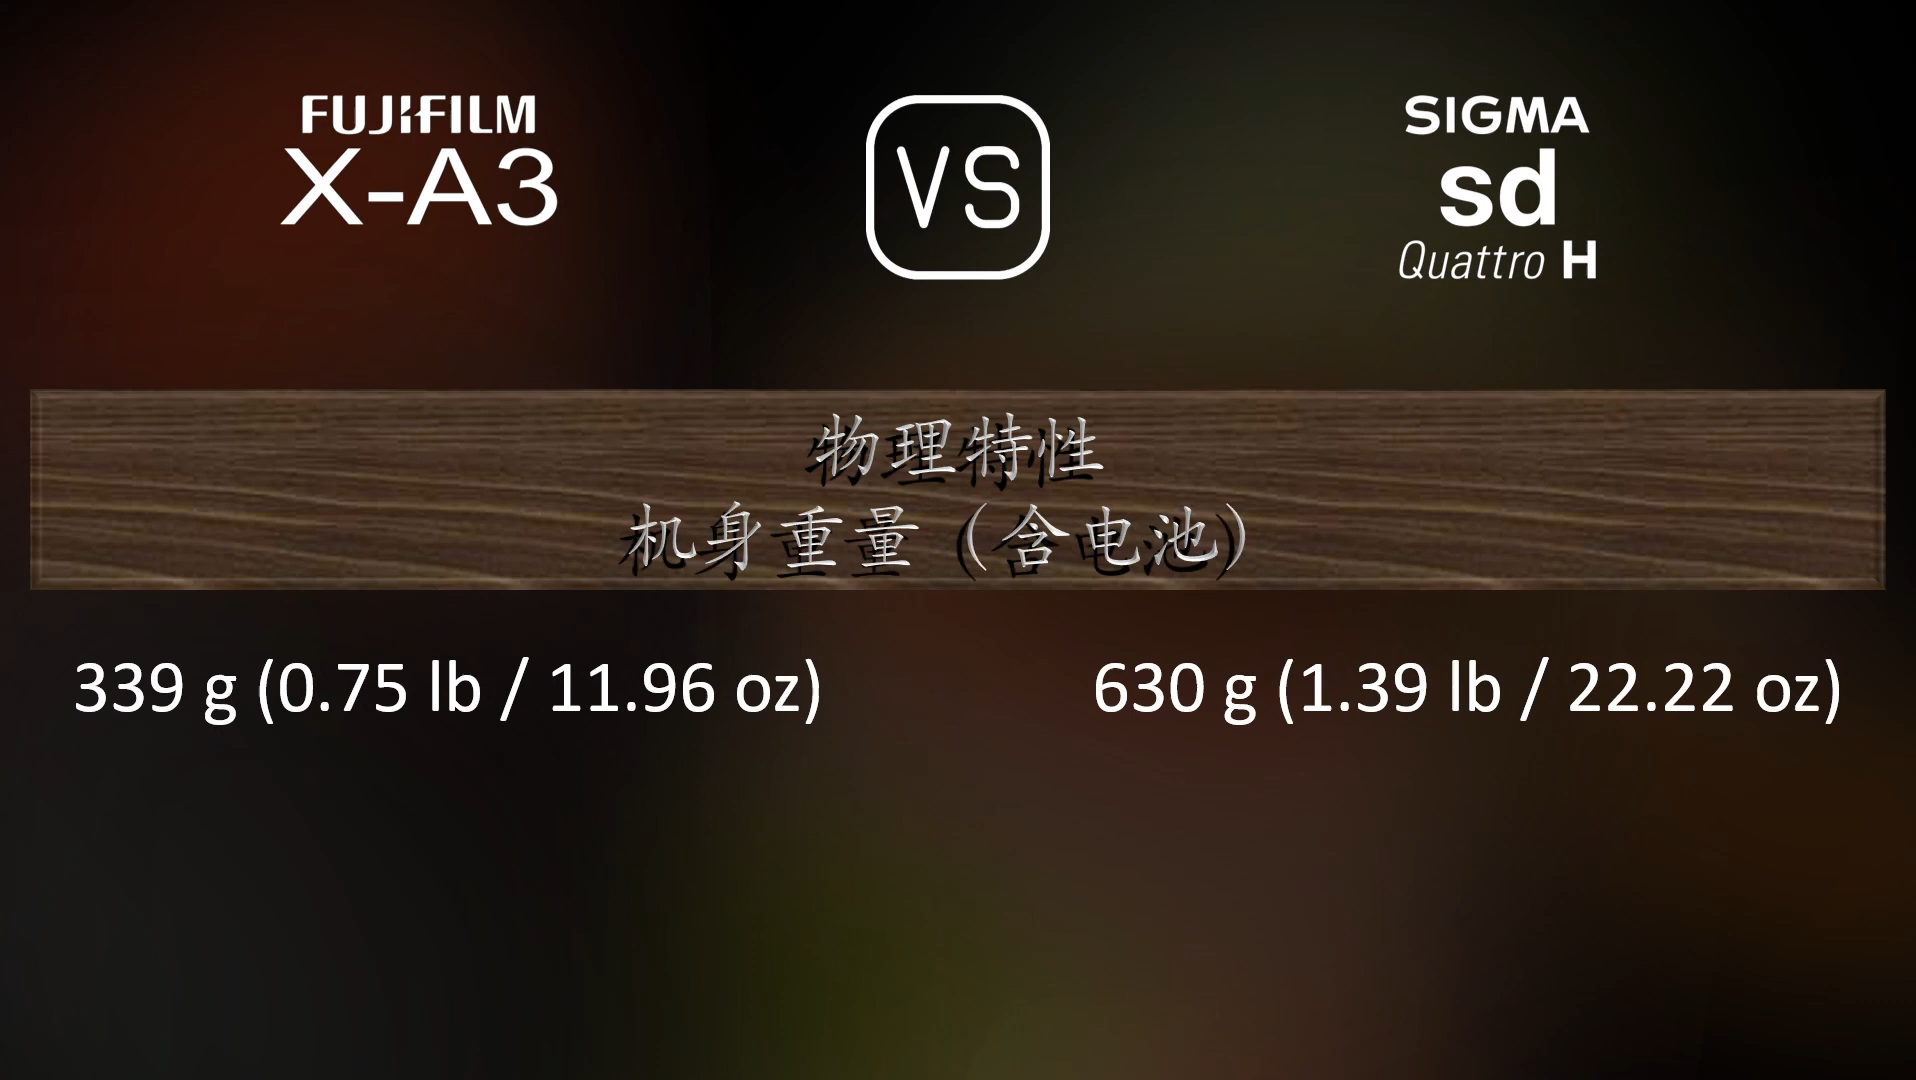 FUJIFILM
X-A3
VS
SIGMA
sd
Quattro H
物理特性
机身重量（含电池）
339 g (0.75 lb / 11.96 oz)
630 g (1.39 lb / 22.22 oz)